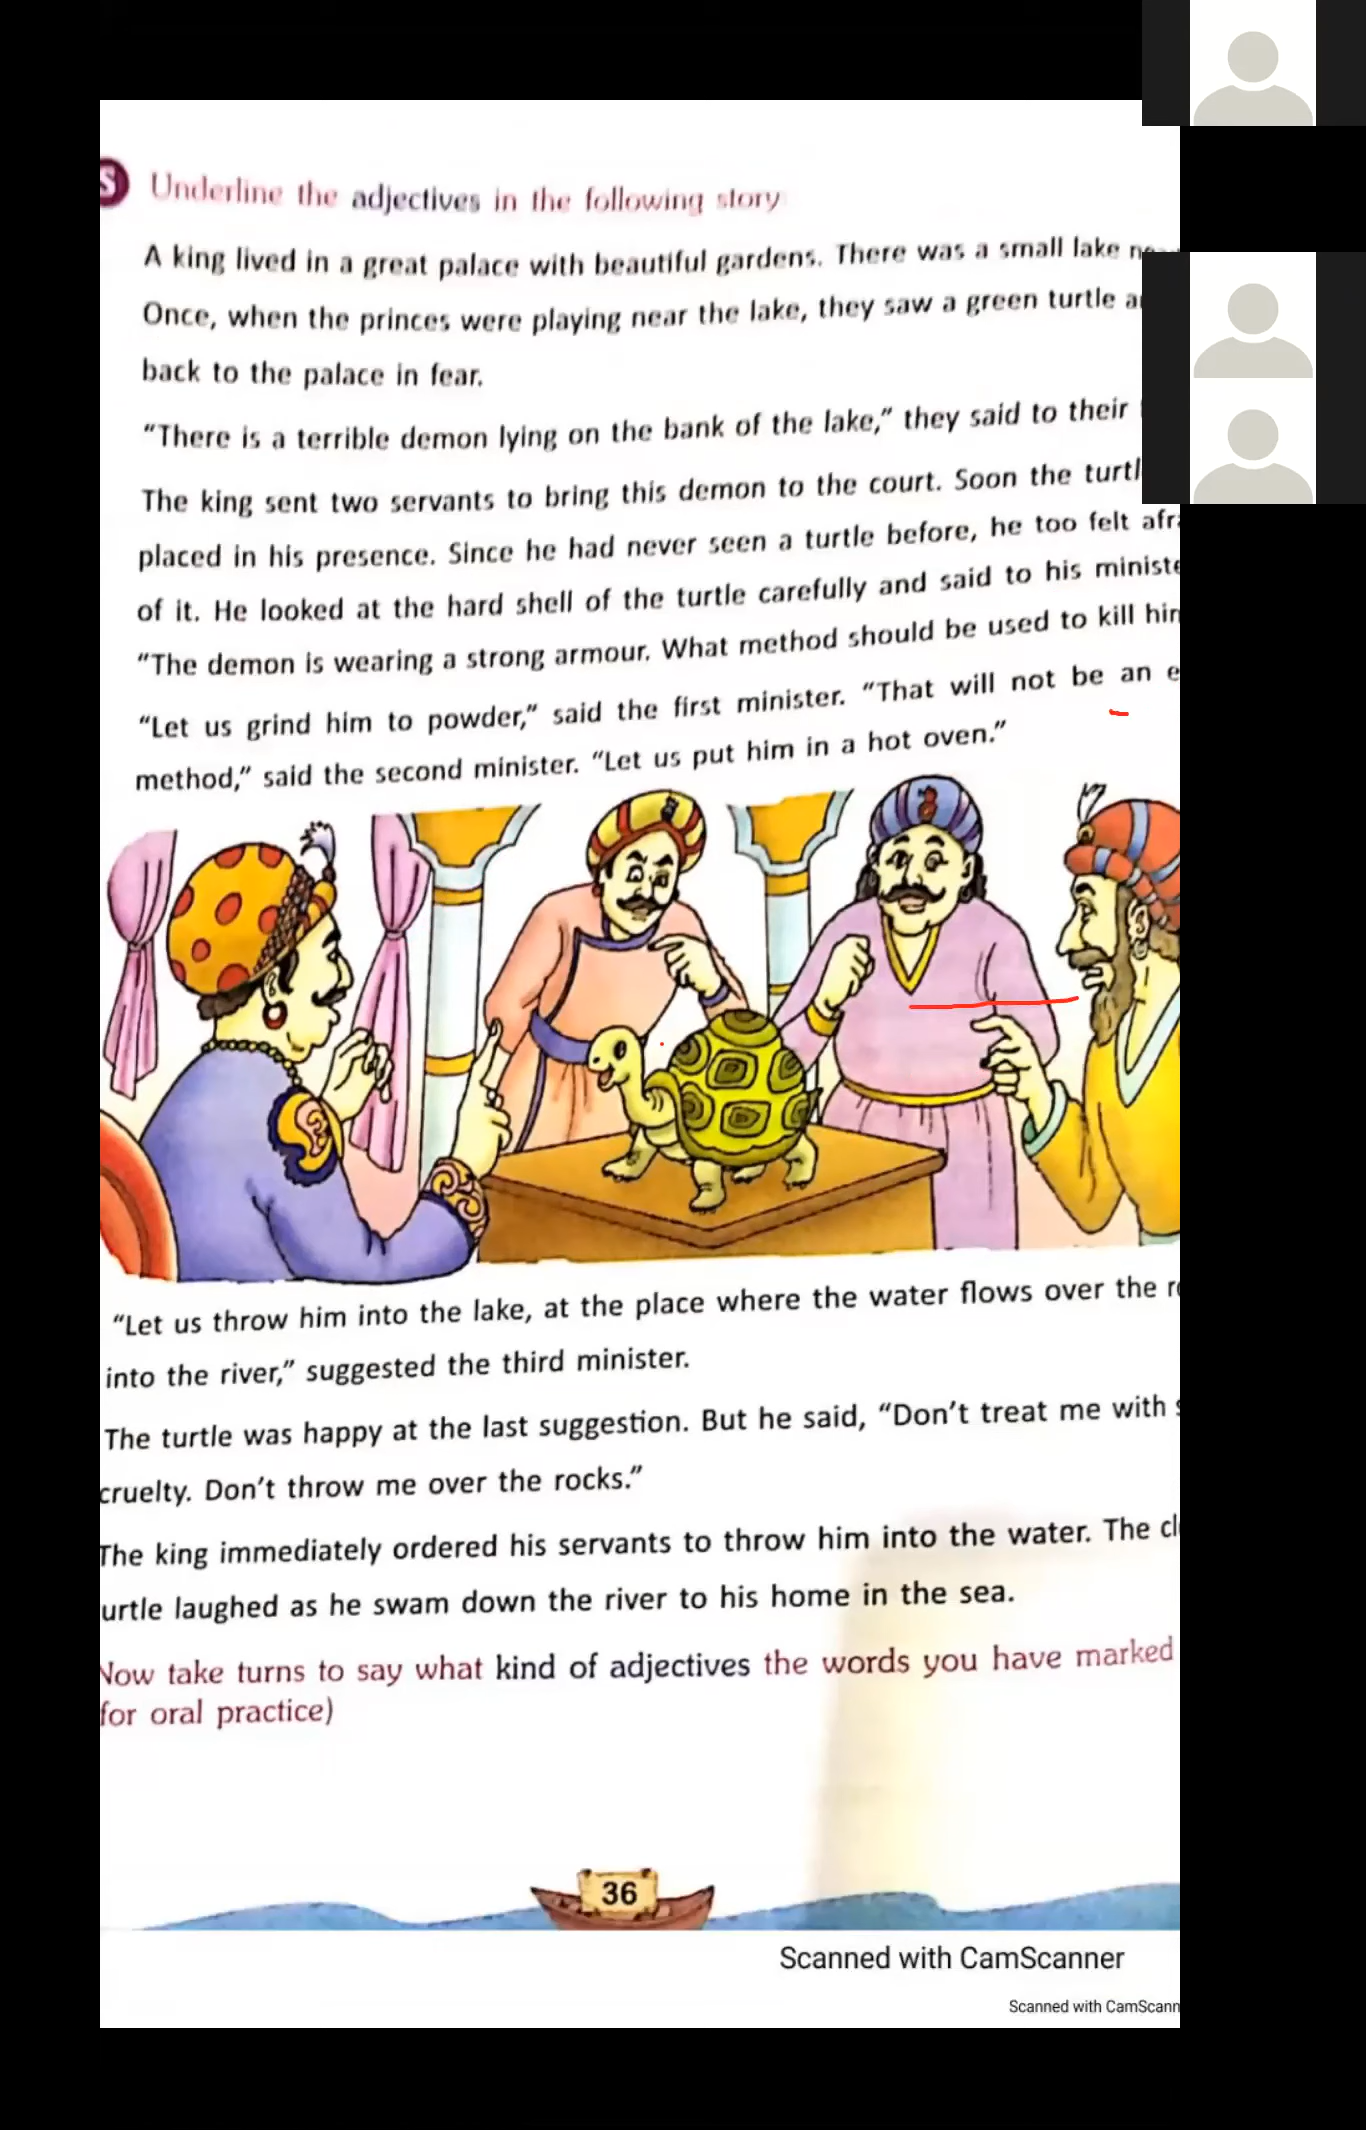 S Underline the adjectives in the following story
A king lived in a great palace with beautiful gardens. There was a small lake
Once, when the princes were playing near the lake, they saw a green turtle
back to the palace in fear.
“There is a terrible demon lying on the bank of the lake,” they said to their
The king sent two servants to bring this demon to the court. Soon the turtl
placed in his presence. Since he had never seen a turtle before, he too felt afr
of it. He looked at the hard shell of the turtle carefully and said to his ministe
“The demon is wearing a strong armour. What method should be used to kill him
“Let us grind him to powder,” said the first minister. “That will not be an e
method,” said the second minister. “Let us put him in a hot oven.”
“Let us throw him into the lake, at the place where the water flows over the r
into the river,” suggested the third minister.
The turtle was happy at the last suggestion. But he said, “Don’t treat me with s
cruelty. Don’t throw me over the rocks.”
The king immediately ordered his servants to throw him into the water. The cl
urtle laughed as he swam down the river to his home in the sea.
Now take turns to say what kind of adjectives the words you have marked
for oral practice)
36
Scanned with CamScanner
Scanned with CamScann